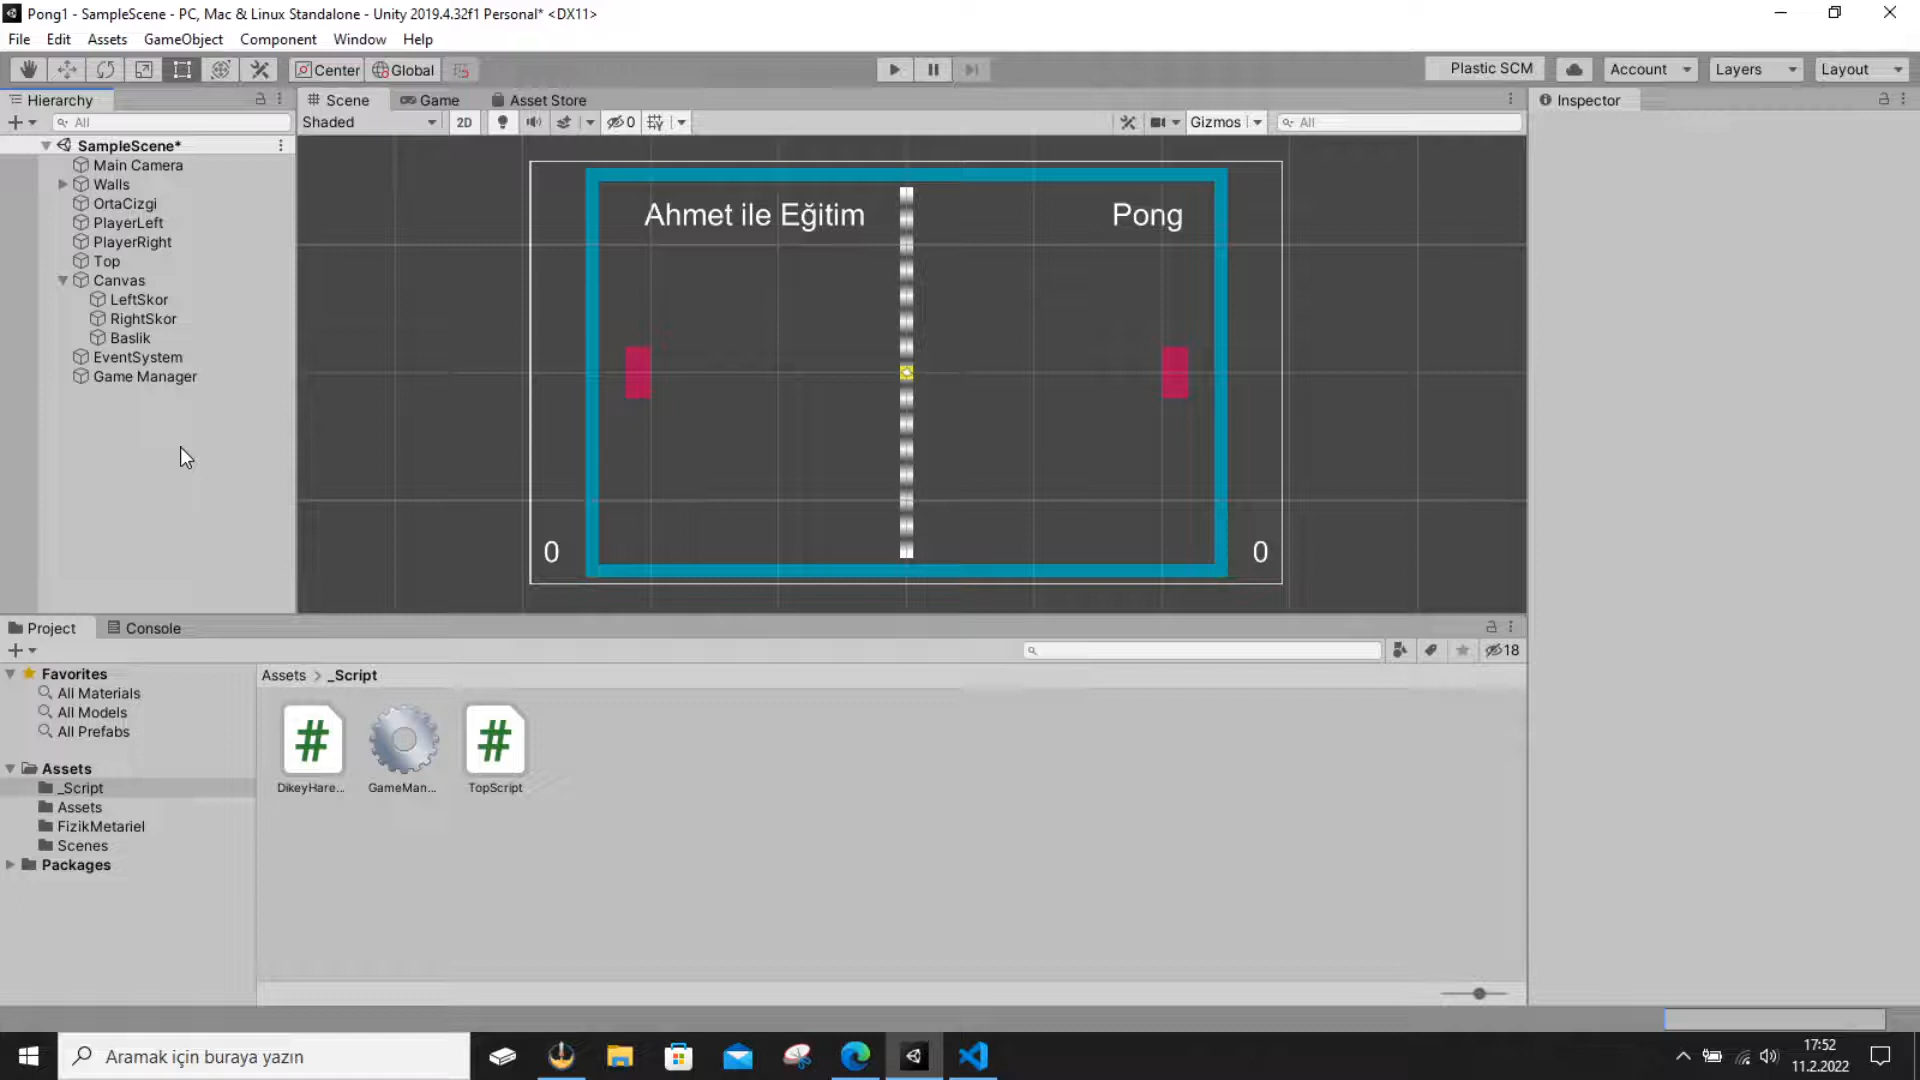 Pong1 - SampleScene - PC, Mac & Linux Standalone - Unity 2019.4.32f1 Personal* <DX11>
File Edit Assets GameObject Component Window Help
Center Global Plastic SCM Account Layers Layout
Hierarchy Scene Game Asset Store Inspector
All Shaded 2D 0 Gizmos All
SampleScene*
Main Camera
Walls
OrtaCizgi
PlayerLeft
PlayerRight
Top
Canvas
LeftSkor
RightSkor
Baslik
EventSystem
Game Manager
Ahmet ile Eğitim Pong
0 0
Project Console
18
Favorites
All Materials
All Models
All Prefabs
Assets
_Script
Assets
FizikMetariel
Scenes
Packages
Assets > _Script
# #
DikeyHare... GameMan... TopScript
Aramak için buraya yazın
17:52
11.2.2022